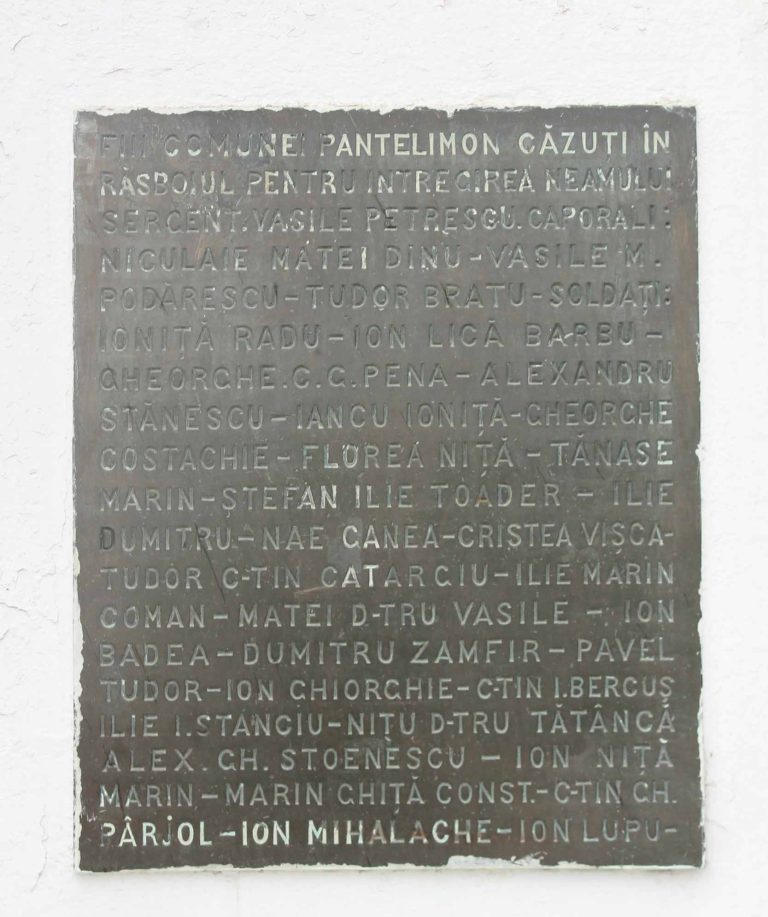 FIII COMUNEI PANTELIMON CĂZUȚI ÎN
RĂSBOIUL PENTRU INTREGIREA NEAMULUI
SERGENT: VASILE PETRESCU. CAPORALI:
NICULAIE MATEI DINU-VASILE M.
PODĂRESCU-TUDOR BRATU-SOLDAȚI:
IONIȚĂ RADU-ION LICĂ BARBU-
GHEORGHE.G.G.PENA-ALEXANDRU
STĂNESCU-IANCU IONIȚĂ-GHEORGHE
COSTACHIE-FLOREA NIȚĂ-TĂNASE
MARIN-ȘTEFAN ILIE TOADER-ILIE
DUMITRU-NAE GANEA-CRISTEA VIȘCA-
TUDOR C-TIN CATARGIU-ILIE MARIN
COMAN-MATEI D-TRU VASILE-ION
BADEA-DUMITRU ZAMFIR-PAVEL
TUDOR-ION GHIORGHIE-C-TIN I.BERCUȘ
ILIE I.STANCIU-NIȚU D-TRU TĂTÂNCĂ
ALEX. GH. STOENESCU-ION NIȚĂ
MARIN-MARIN GHIȚĂ CONST.-C-TIN GH.
PÂRJOL-ION MIHALACHE-ION LUPU-